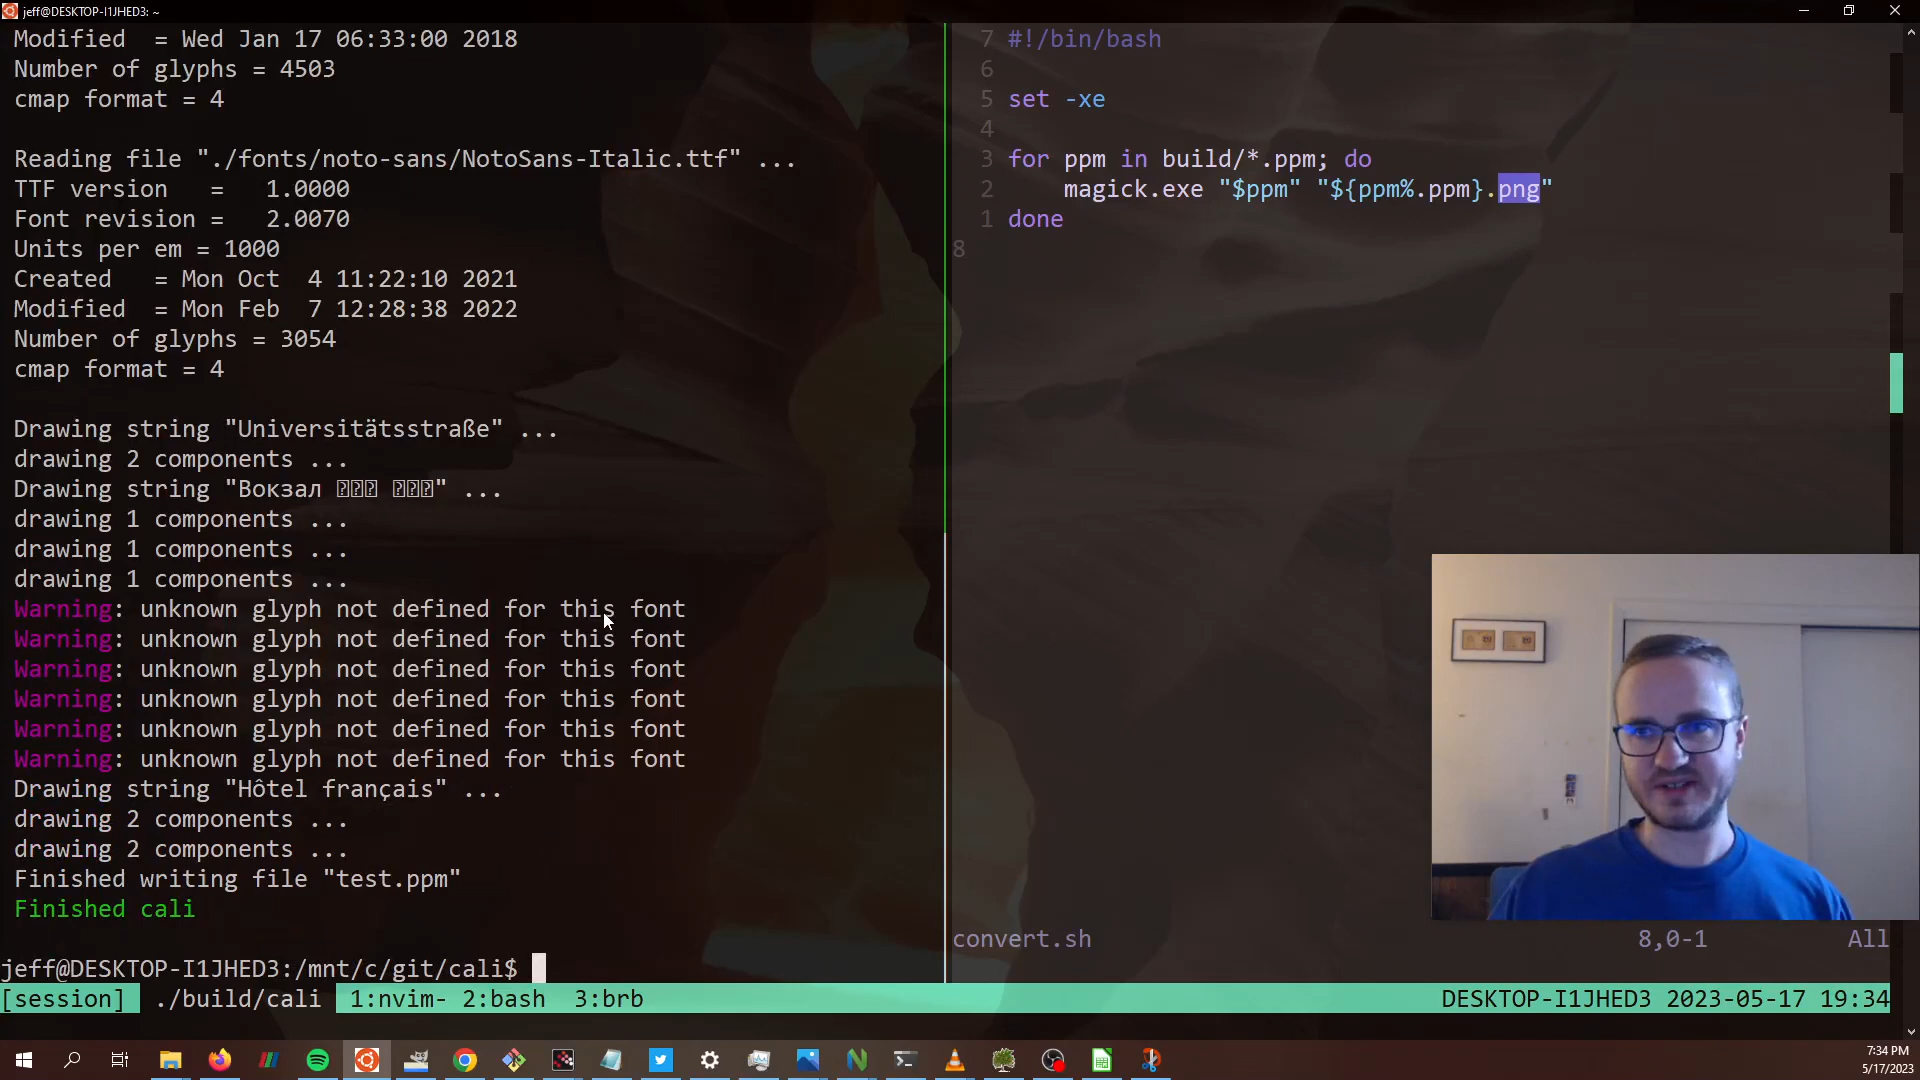 jeff@DESKTOP-I1JHED3: ~
Modified  = Wed Jan 17 06:33:00 2018
Number of glyphs = 4503
cmap format = 4
Reading file "./fonts/noto-sans/NotoSans-Italic.ttf" ...
TTF version   =   1.0000
Font revision =   2.0070
Units per em = 1000
Created   = Mon Oct  4 11:22:10 2021
Modified  = Mon Feb  7 12:28:38 2022
Number of glyphs = 3054
cmap format = 4
Drawing string "Universitätsstraße" ...
drawing 2 components ...
Drawing string "Вокзал ⍰⍰⍰ ⍰⍰⍰" ...
drawing 1 components ...
drawing 1 components ...
drawing 1 components ...
Warning: unknown glyph not defined for this font
Warning: unknown glyph not defined for this font
Warning: unknown glyph not defined for this font
Warning: unknown glyph not defined for this font
Warning: unknown glyph not defined for this font
Warning: unknown glyph not defined for this font
Drawing string "Hôtel français" ...
drawing 2 components ...
drawing 2 components ...
Finished writing file "test.ppm"
Finished cali
jeff@DESKTOP-I1JHED3:/mnt/c/git/cali$
7 #!/bin/bash
6
5 set -xe
4
3 for ppm in build/*.ppm; do
2     magick.exe "$ppm" "${ppm%.ppm}.png"
1 done
8
convert.sh 8,0-1 All
[session] ./build/cali 1:nvim- 2:bash  3:brb DESKTOP-I1JHED3 2023-05-17 19:34
7:34 PM
5/17/2023